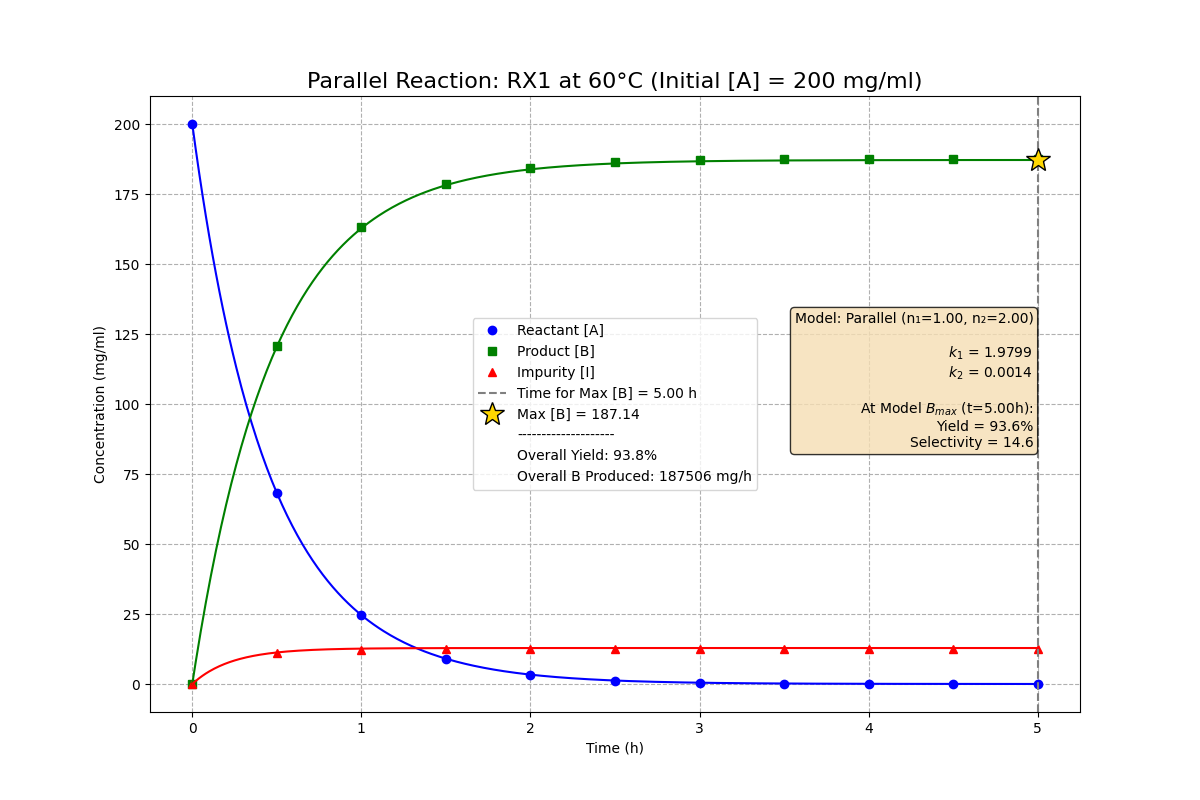 Parallel Reaction: RX1 at 60°C (Initial [A] = 200 mg/ml)
Concentration (mg/ml)
200
175
150
125
100
75
50
25
0
Reactant [A]
Product [B]
Impurity [I]
Time for Max [B] = 5.00 h
Max [B] = 187.14
--------------------
Overall Yield: 93.8%
Overall B Produced: 187506 mg/h
Model: Parallel (n₁=1.00, n₂=2.00)
k₁ = 1.9799
k₂ = 0.0014
At Model Bₘₐₓ (t=5.00h):
Yield = 93.6%
Selectivity = 14.6
0
1
2
3
4
5
Time (h)